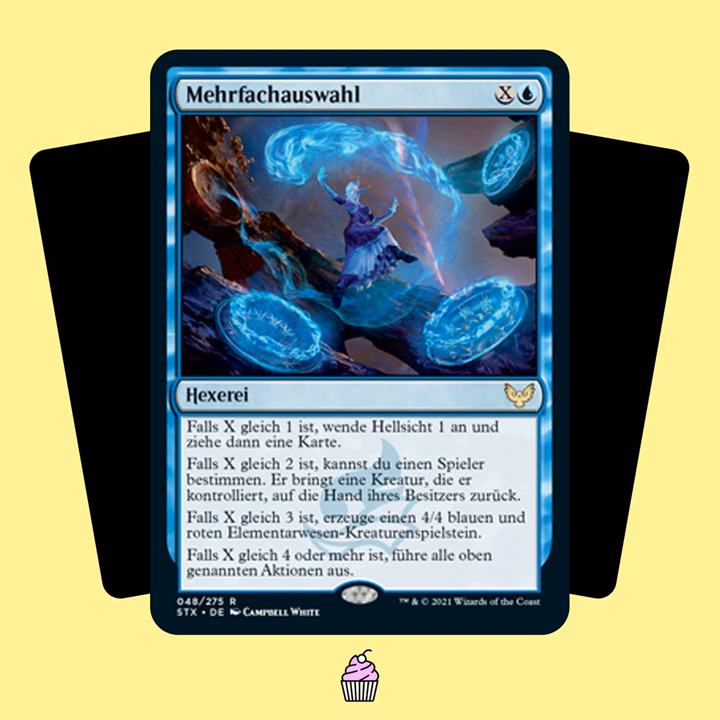 Mehrfachauswahl X
Hexerei
Falls X gleich 1 ist, wende Hellsicht 1 an und
ziehe dann eine Karte.
Falls X gleich 2 ist, kannst du einen Spieler
bestimmen. Er bringt eine Kreatur, die er
kontrolliert, auf die Hand ihres Besitzers zurück.
Falls X gleich 3 ist, erzeuge einen 4/4 blauen und
roten Elementarwesen-Kreaturenspielstein.
Falls X gleich 4 oder mehr ist, führe alle oben
genannten Aktionen aus.
048/275 R
STX • DE Campbell White
™ & © 2021 Wizards of the Coast